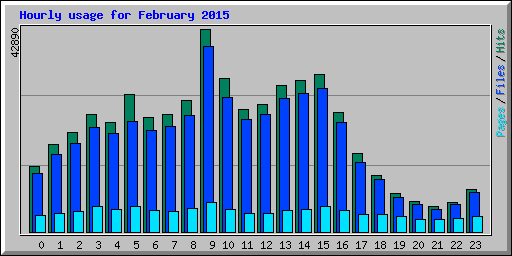 Hourly usage for February 2015
42890
Pages / Files / Hits
0 1 2 3 4 5 6 7 8 9 10 11 12 13 14 15 16 17 18 19 20 21 22 23